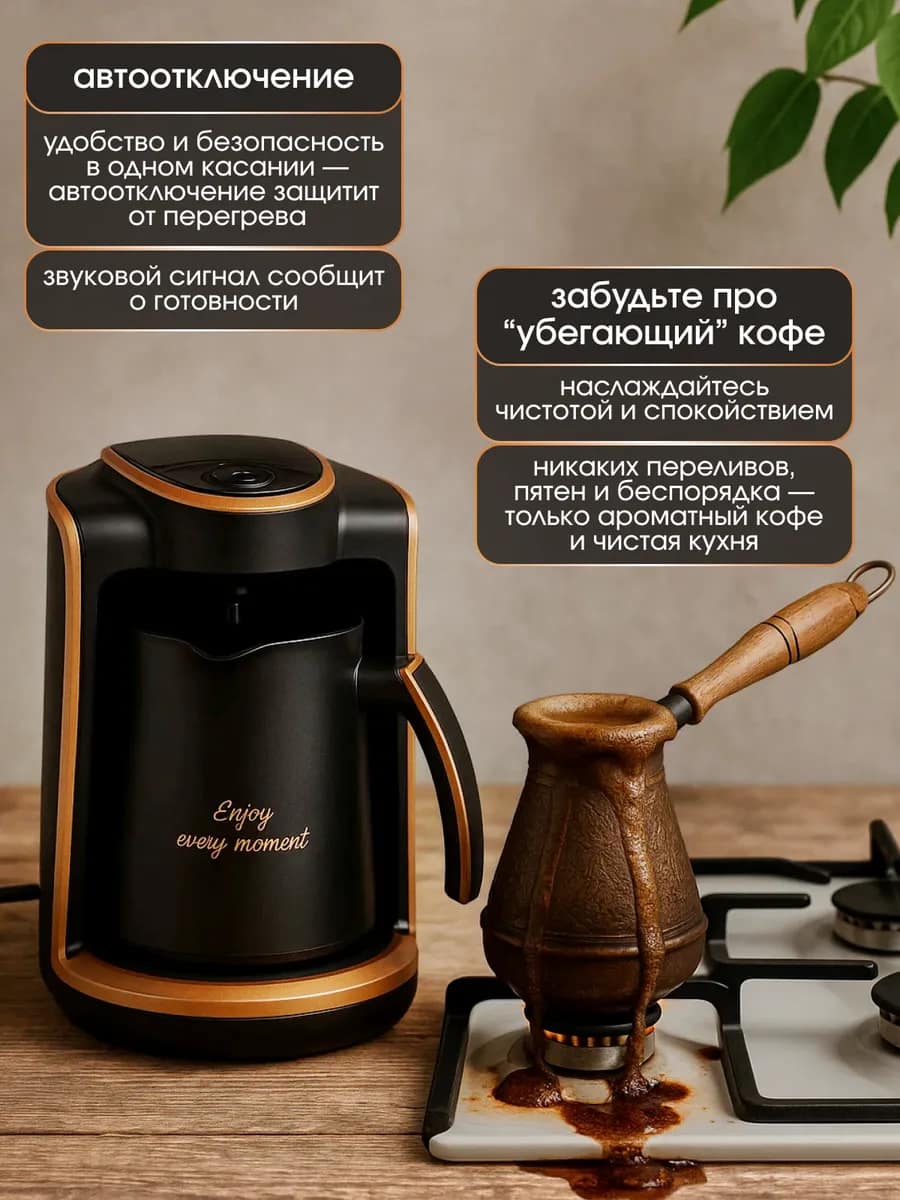 автоотключение
удобство и безопасность
в одном касании —
автоотключение защитит
от перегрева
звуковой сигнал сообщит
о готовности
забудьте про
“убегающий” кофе
наслаждайтесь
чистотой и спокойствием
никаких переливов,
пятен и беспорядка —
только ароматный кофе
и чистая кухня
Enjoy
every moment